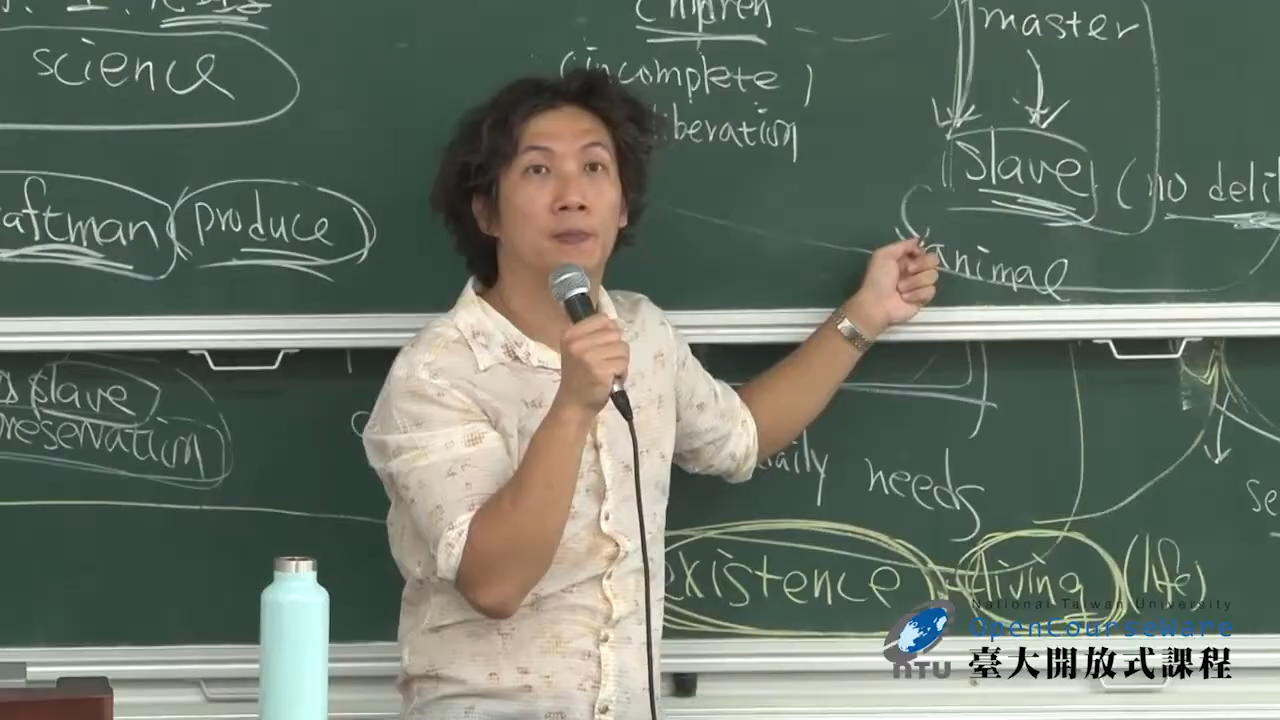 science
craftman
produce
children
(incomplete)
liberation
master
slave
(no deli
animal
slave
preservation
daily needs
existence
living
(life)
National Taiwan University
OpenCourseWare
NTU
臺大開放式課程